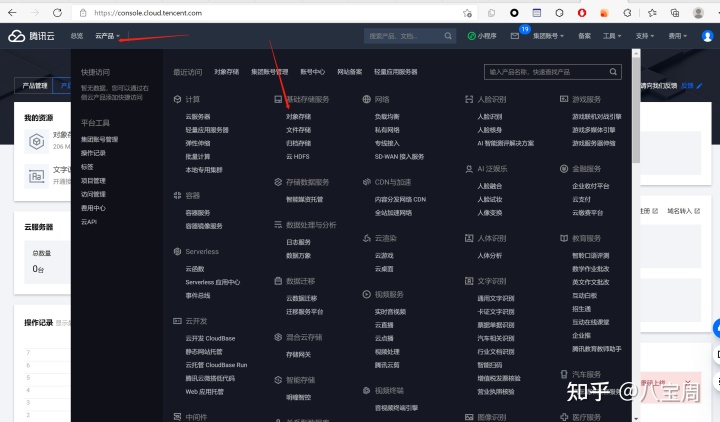 https://console.cloud.tencent.com
腾讯云
总览
云产品
搜索产品、文档...
小程序
19
集团账号
备案
工具
支持
费用
产品管理
请向我们反馈
反馈
我的资源
对象存
206 M
文字识
开通
云服务器
总数量
0台
操作记录
7
6
5
4
3
2
册
域名转入
快捷访问
暂无数据，您可以通过右侧云产品添加快捷访问
平台工具
集团账号管理
操作记录
标签
项目管理
访问管理
费用中心
云API
最近访问
对象存储
集团账号管理
账号中心
网站备案
轻量应用服务器
输入产品名称，快速查找产品
计算
云服务器
轻量应用服务器
弹性伸缩
批量计算
本地专用集群
容器
容器服务
容器镜像服务
Serverless
云函数
Serverless 应用中心
事件总线
云开发
云开发 CloudBase
静态网站托管
云托管 CloudBase Run
腾讯云微搭低代码
Web 应用托管
中间件
基础存储服务
对象存储
文件存储
归档存储
云 HDFS
存储数据服务
智能媒资托管
数据处理与分析
日志服务
数据万象
数据迁移
云数据迁移
迁移服务平台
混合云存储
存储网关
智能存储
明瞳智控
网络
负载均衡
私有网络
专线接入
SD-WAN 接入服务
CDN与加速
内容分发网络 CDN
全站加速网络
云渲染
云游戏
云桌面
视频服务
实时音视频
云直播
云点播
视频处理
腾讯云剪
视频终端
音视频终端引擎
人脸识别
人脸识别
人脸核身
AI 智能测评解决方案
AI 泛娱乐
人脸融合
人脸试妆
人像变换
人体识别
人体分析
文字识别
通用文字识别
卡证文字识别
票据单据识别
汽车相关识别
行业文档识别
智能扫码
增值税发票核验
营业执照核验
图像识别
游戏服务
游戏联机对战引擎
游戏多媒体引擎
游戏服务器伸缩
金融服务
企业收付平台
云支付
云缴费平台
教育服务
智聆口语评测
数学作业批改
英文作文批改
互动白板
招生通
互动在线课堂
企业推
腾讯教育教师助手
汽车服务
医疗服务
知乎 @八宝周